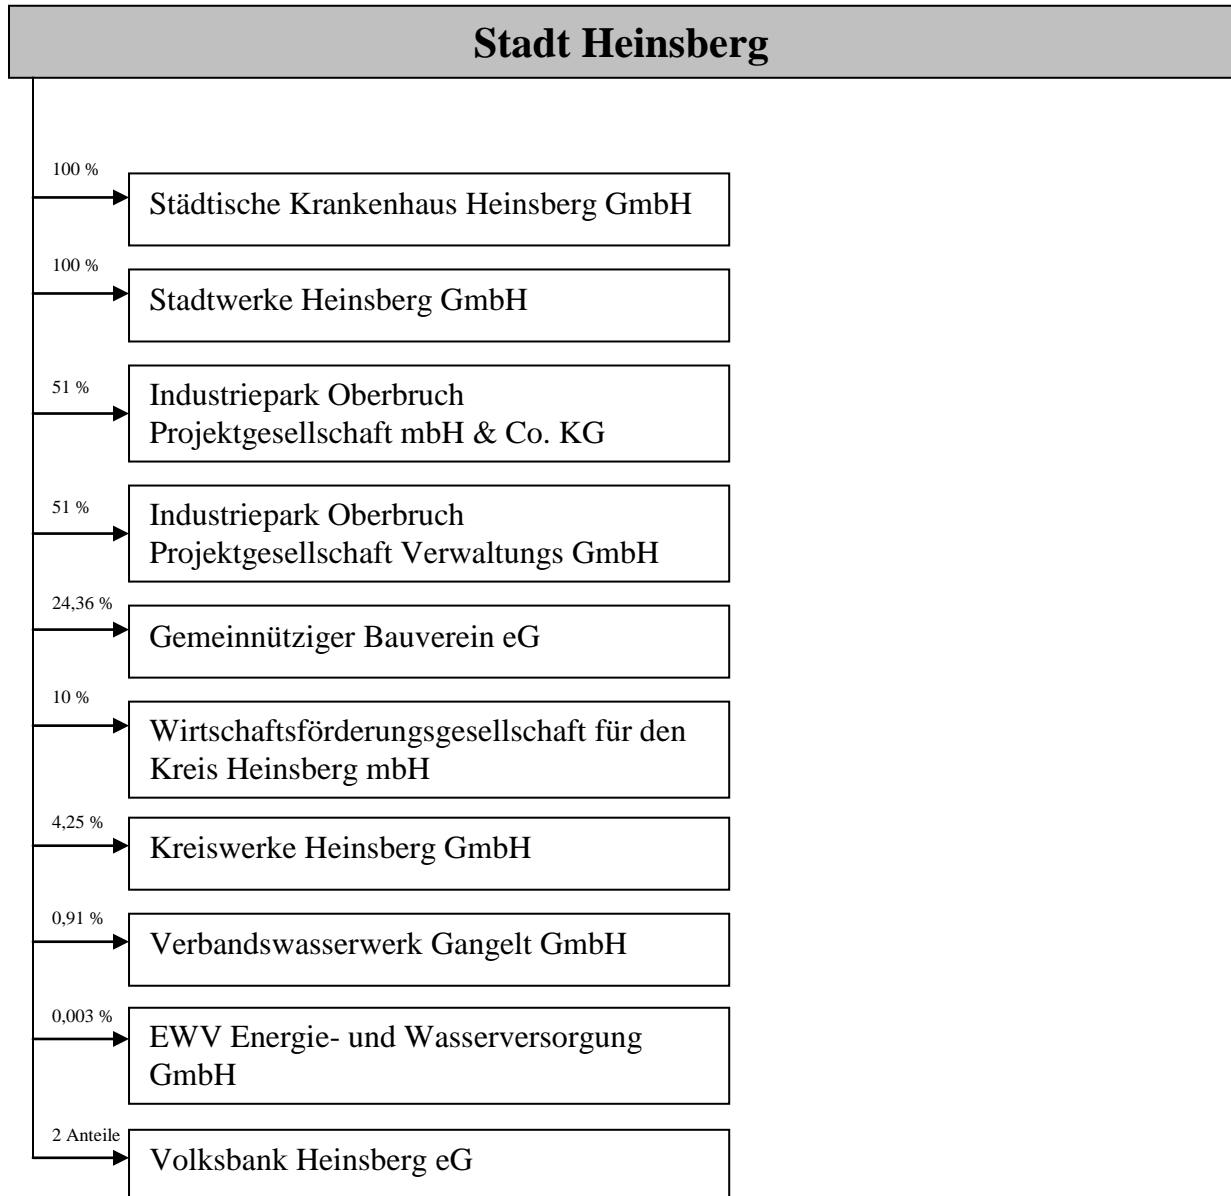 Stadt Heinsberg
100 %
Städtische Krankenhaus Heinsberg GmbH
100 %
Stadtwerke Heinsberg GmbH
51 %
Industriepark Oberbruch
Projektgesellschaft mbH & Co. KG
51 %
Industriepark Oberbruch
Projektgesellschaft Verwaltungs GmbH
24,36 %
Gemeinnütziger Bauverein eG
10 %
Wirtschaftsförderungsgesellschaft für den
Kreis Heinsberg mbH
4,25 %
Kreiswerke Heinsberg GmbH
0,91 %
Verbandswasserwerk Gangelt GmbH
0,003 %
EWV Energie- und Wasserversorgung
GmbH
2 Anteile
Volksbank Heinsberg eG